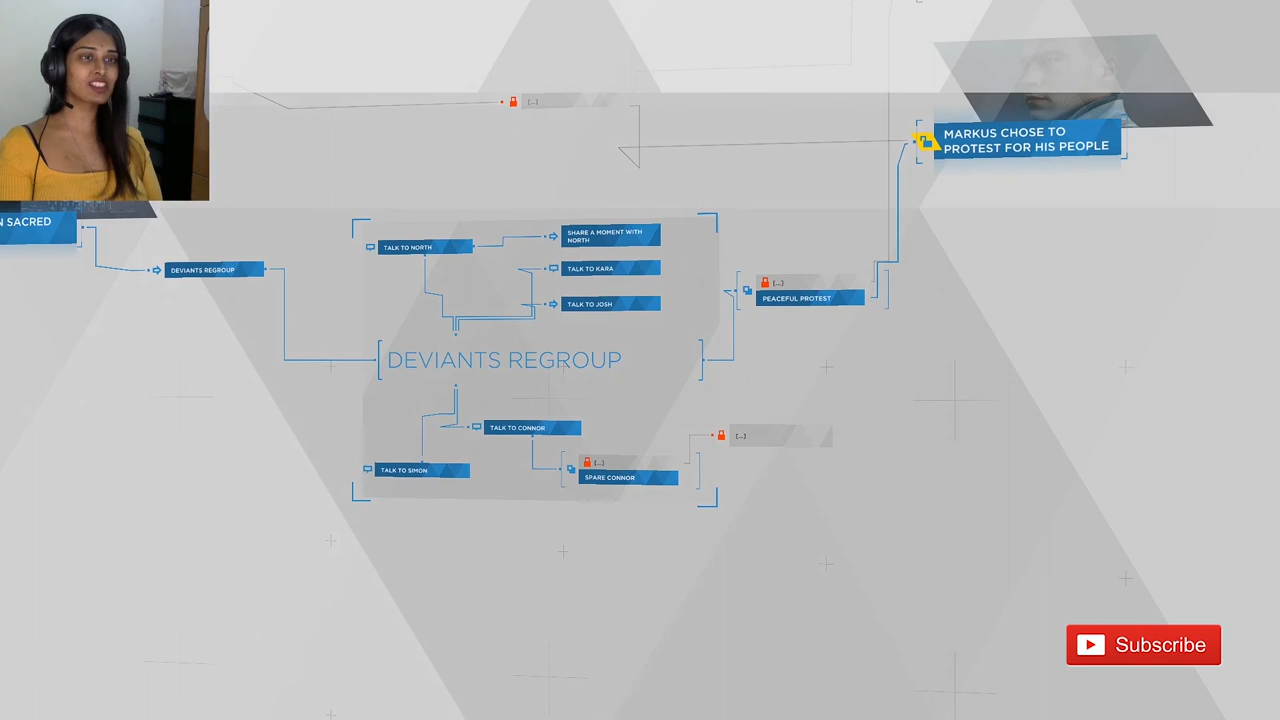 [...]
MARKUS CHOSE TO
PROTEST FOR HIS PEOPLE
N SACRED
DEVIANTS REGROUP
TALK TO NORTH
SHARE A MOMENT WITH
NORTH
TALK TO KARA
TALK TO JOSH
[...]
PEACEFUL PROTEST
DEVIANTS REGROUP
TALK TO CONNOR
[...]
TALK TO SIMON
[...]
SPARE CONNOR
Subscribe